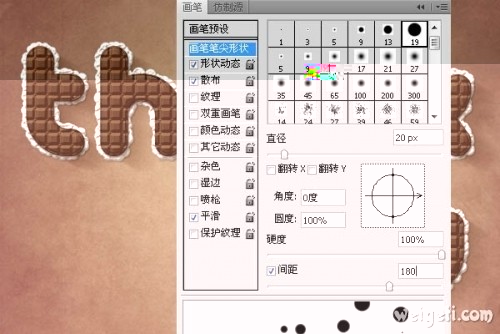 画笔 仿制源
画笔预设
画笔笔尖形状
形状动态
散布
纹理
双重画笔
颜色动态
其它动态
杂色
湿边
喷枪
平滑
保护纹理
1 3 5 9 13 19
5 9 17 21 27
35 45 65 100 200 300
14 24 27 39 46 59
直径 20 px
翻转 X 翻转 Y
角度: 0度
圆度: 100%
硬度 100%
间距 180
th